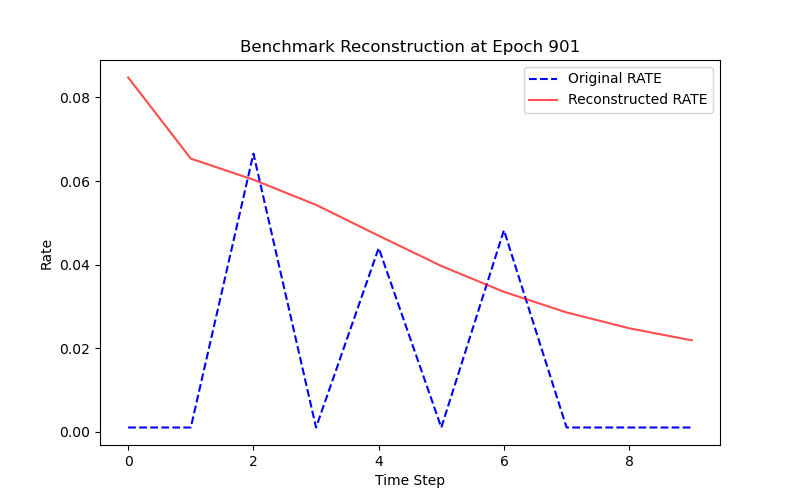 Benchmark Reconstruction at Epoch 901
Original RATE
Reconstructed RATE
0.08
0.06
0.04
0.02
0.00
Rate
0 2 4 6 8
Time Step